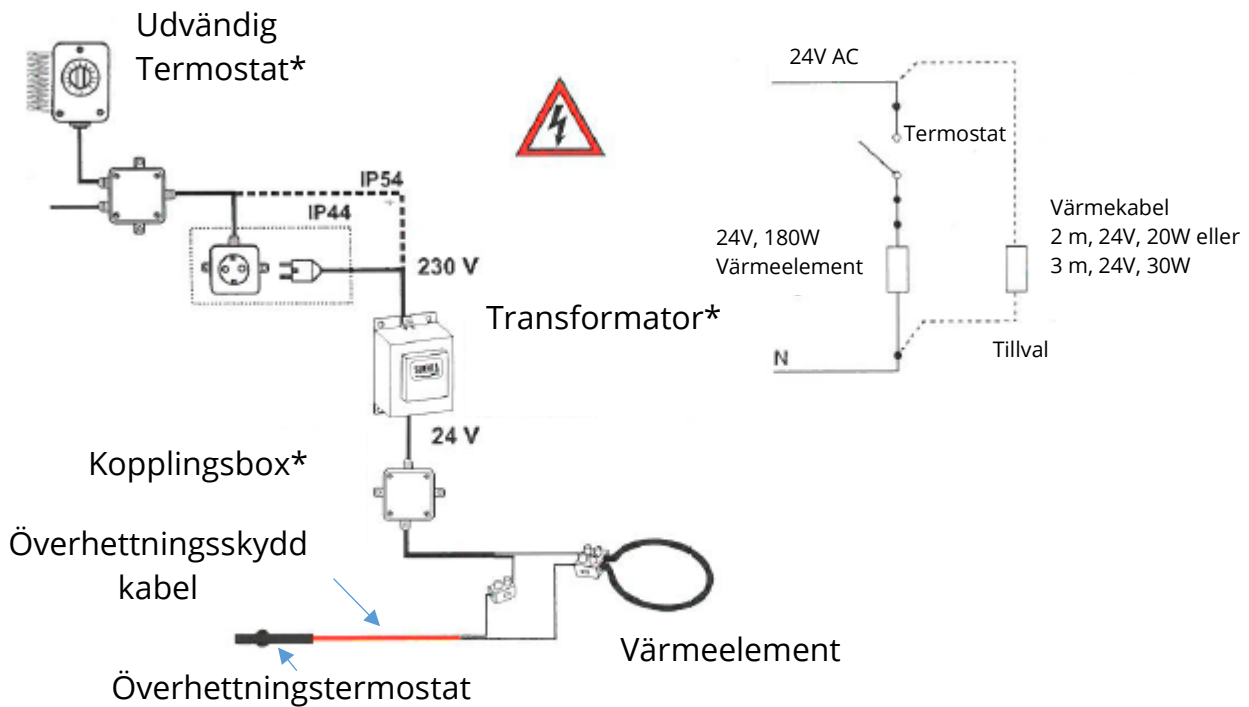 Udvändig
Termostat*
IP54
IP44
230 V
Transformator*
24 V
Kopplingsbox*
Överhettningsskydd
kabel
Överhettningstermostat
Värmeelement
24V AC
Termostat
24V, 180W
Värmeelement
Värmekabel
2 m, 24V, 20W eller
3 m, 24V, 30W
Tillval
N